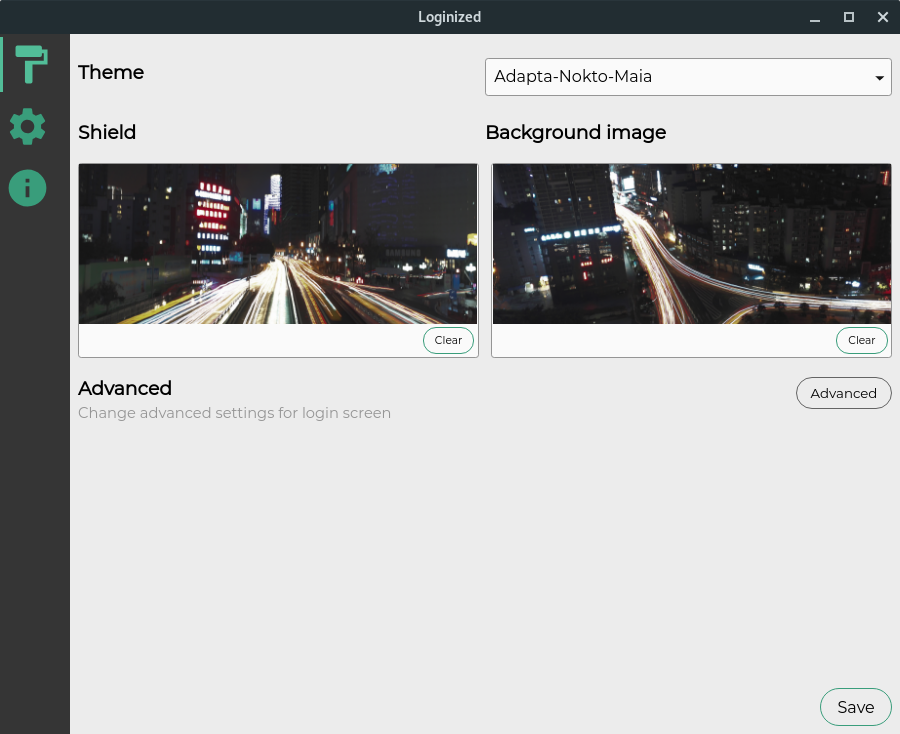 Loginized
Theme
Adapta-Nokto-Maia
Shield
Background image
Clear
Clear
Advanced
Change advanced settings for login screen
Advanced
Save